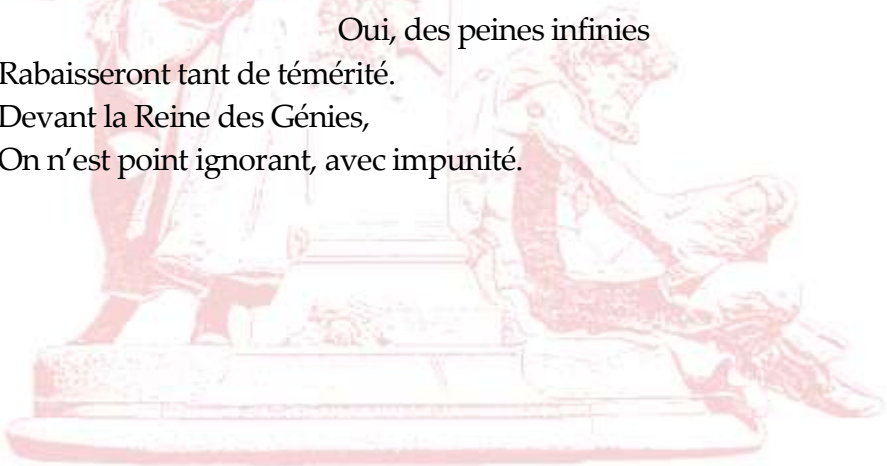 Oui, des peines infinies
Rabaisseront tant de témérité.
Devant la Reine des Génies,
On n’est point ignorant, avec impunité.